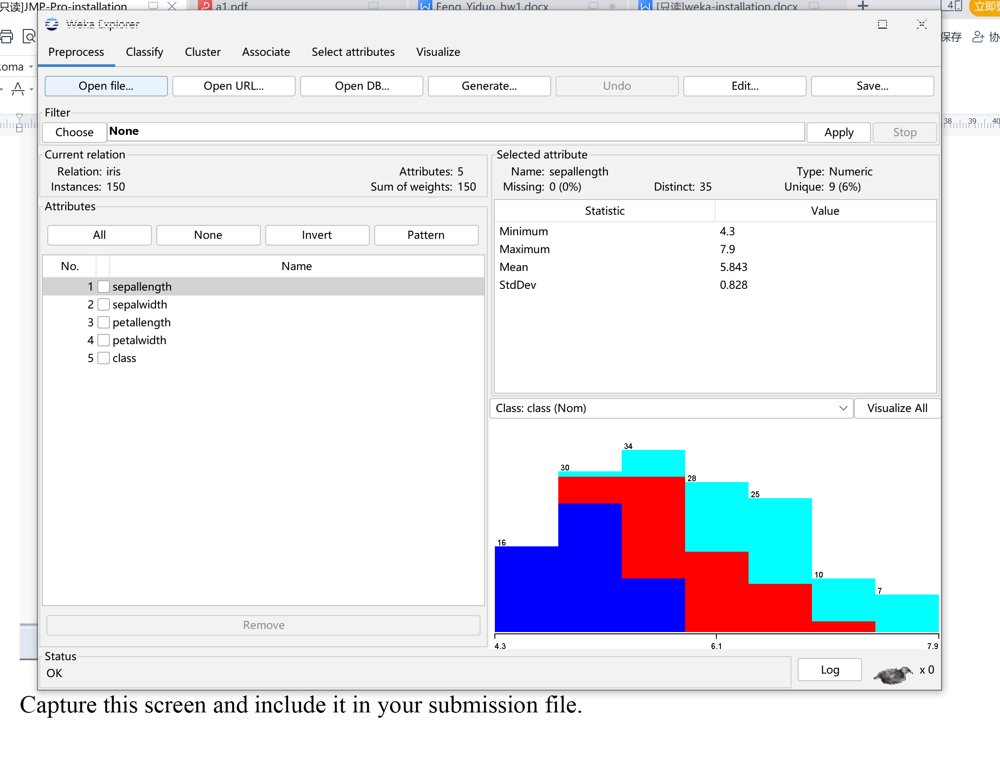 只读]JMP-Pro-installation a1.pdf Feng_Yiduo_hw1.docx [只读]weka-installation.docx 4
Weka Explorer
保存
Roma
Preprocess Classify Cluster Associate Select attributes Visualize
Open file... Open URL... Open DB... Generate... Undo Edit... Save...
Filter
Choose None Apply Stop
38 39 40
Current relation
Relation: iris Attributes: 5
Instances: 150 Sum of weights: 150
Attributes
All None Invert Pattern
No. Name
1 sepallength
2 sepalwidth
3 petallength
4 petalwidth
5 class
Remove
Selected attribute
Name: sepallength Type: Numeric
Missing: 0 (0%) Distinct: 35 Unique: 9 (6%)
Statistic Value
Minimum 4.3
Maximum 7.9
Mean 5.843
StdDev 0.828
Class: class (Nom) Visualize All
34
30
28
25
16
10
7
4.3 6.1 7.9
Status
OK
Log x 0
Capture this screen and include it in your submission file.